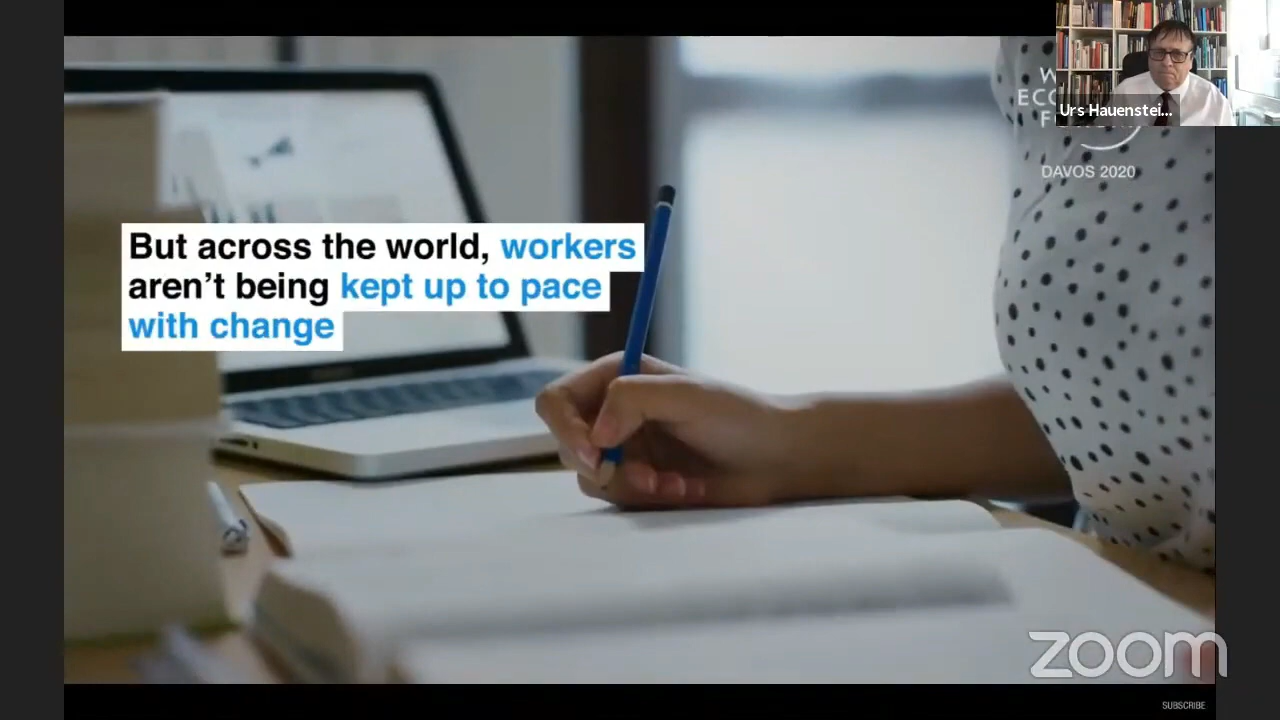 Urs Hauenstei...
DAVOS 2020
But across the world, workers
aren't being kept up to pace
with change
zoom
SUBSCRIBE